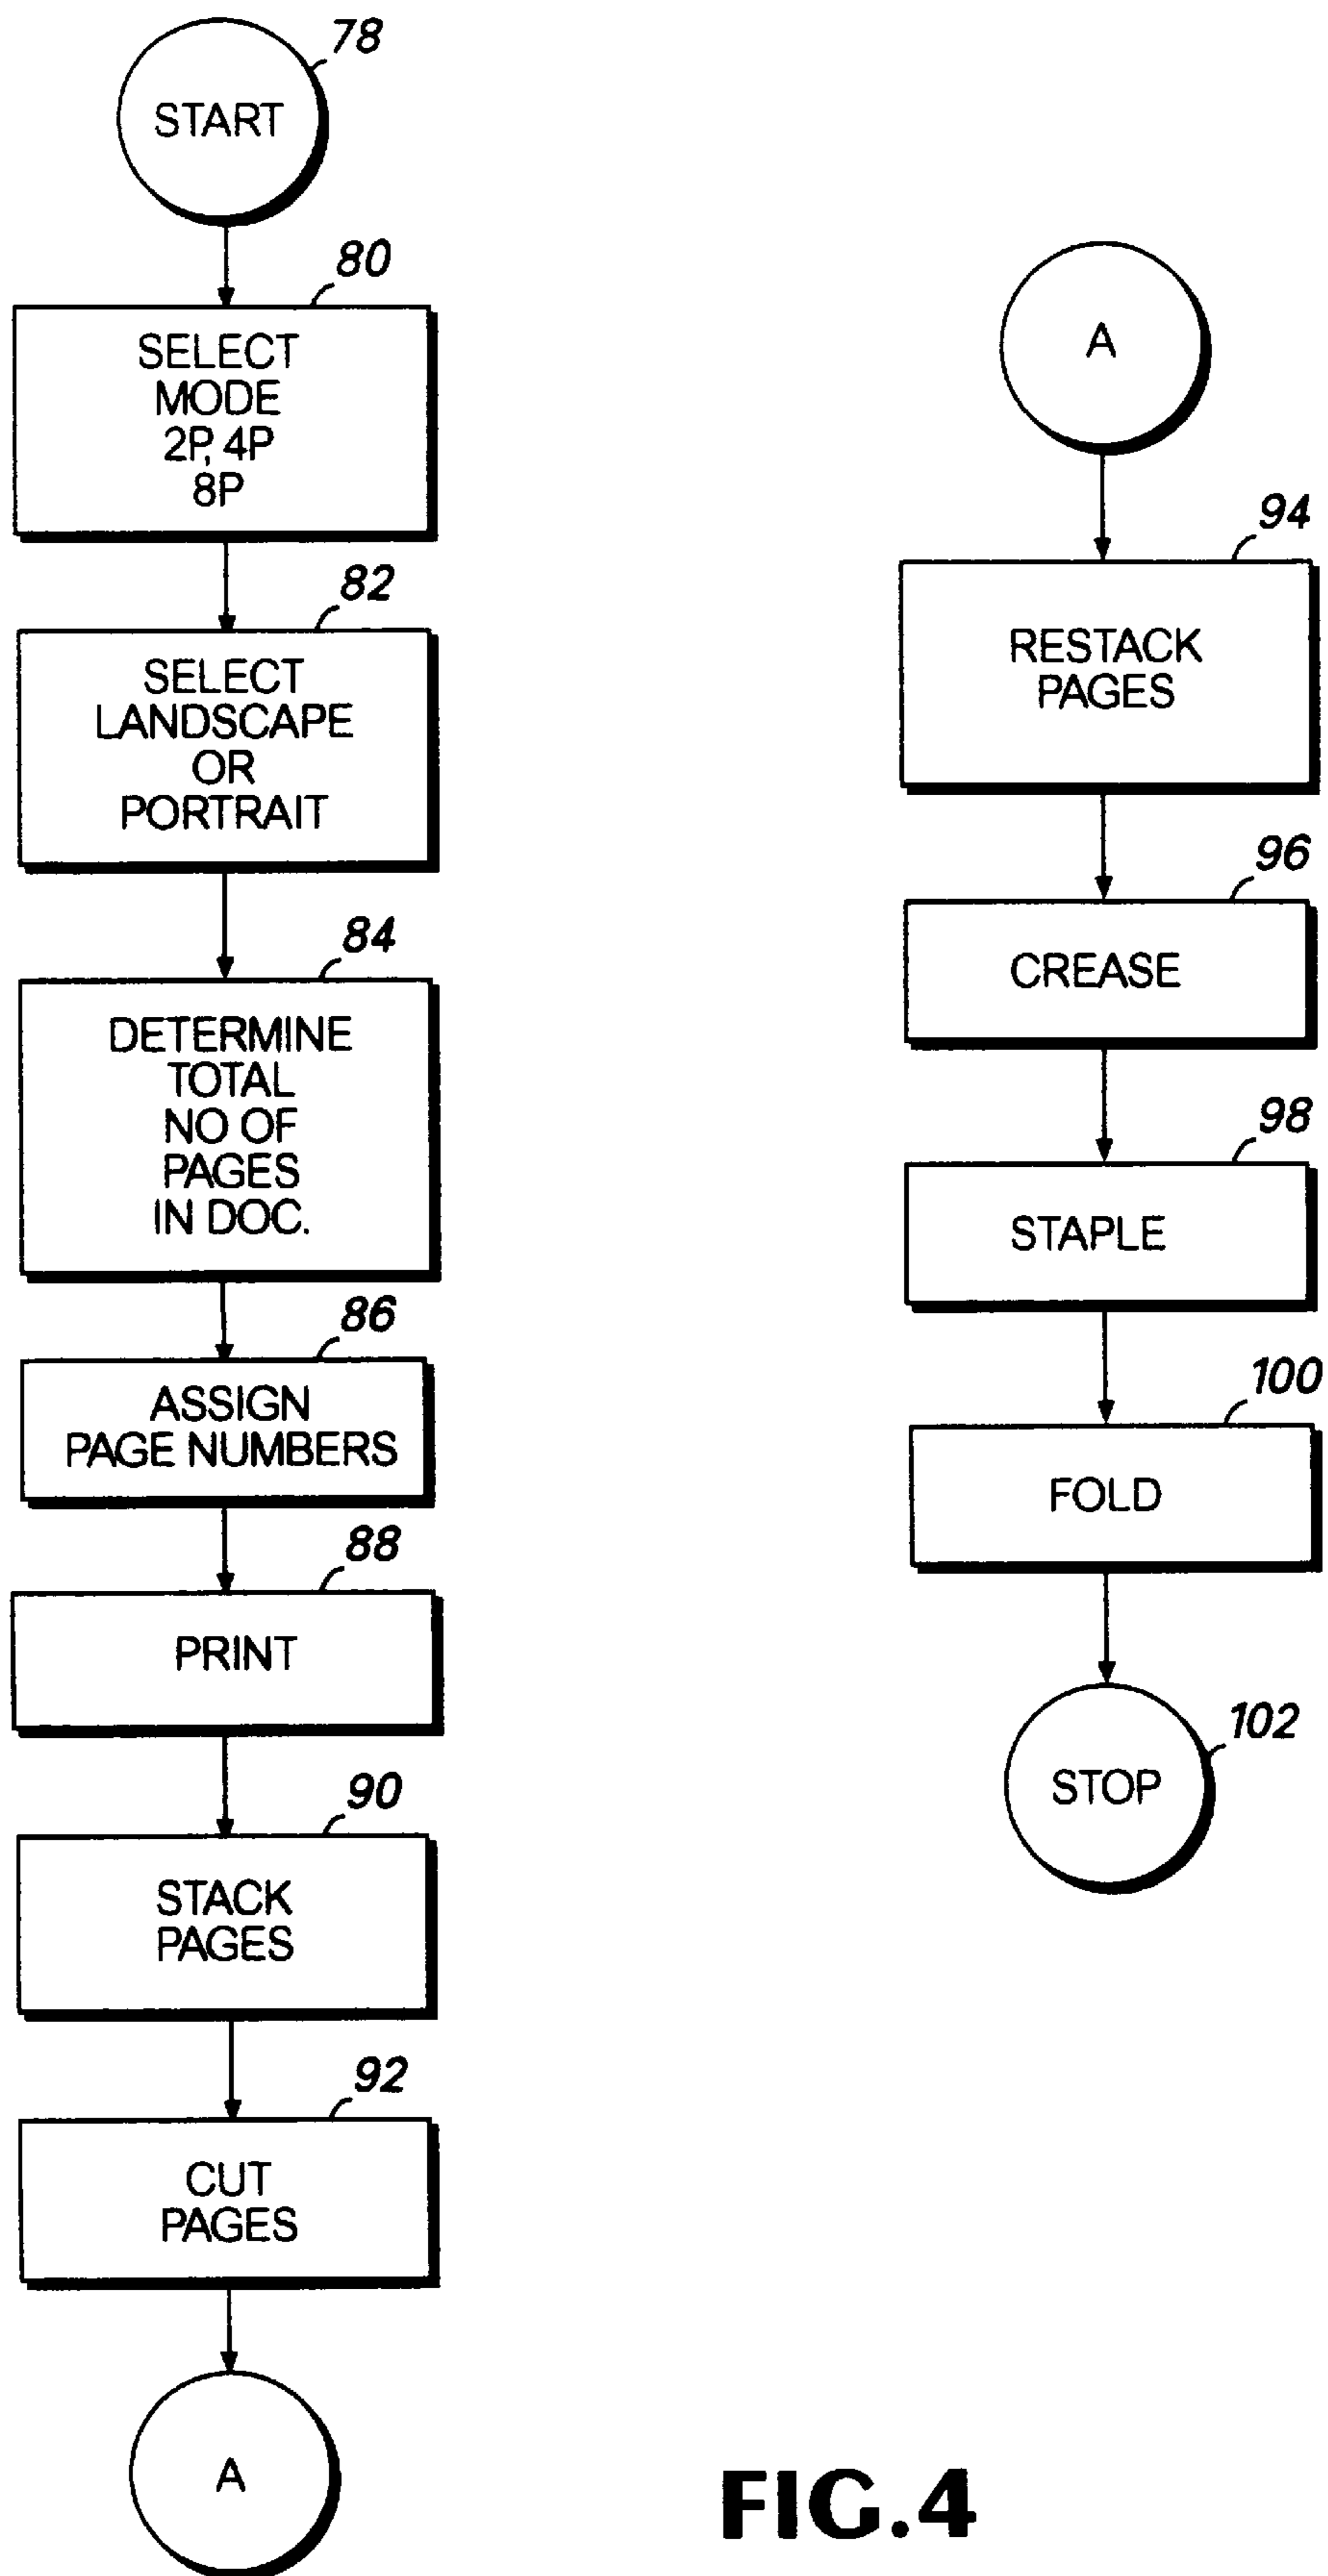 78
START
80
SELECT
MODE
2P, 4P
8P
82
SELECT
LANDSCAPE
OR
PORTRAIT
84
DETERMINE
TOTAL
NO OF
PAGES
IN DOC.
86
ASSIGN
PAGE NUMBERS
88
PRINT
90
STACK
PAGES
92
CUT
PAGES
A
A
94
RESTACK
PAGES
96
CREASE
98
STAPLE
100
FOLD
102
STOP
FIG.4